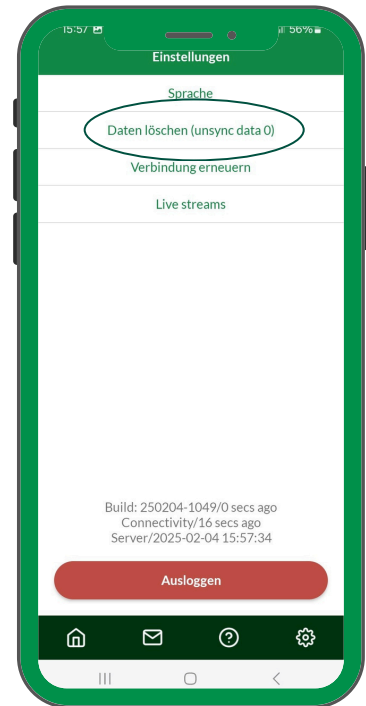 15:57 56%
Einstellungen
Sprache
Daten löschen (unsync data 0)
Verbindung erneuern
Live streams
Build: 250204-1049/0 secs ago
Connectivity/16 secs ago
Server/2025-02-04 15:57:34
Ausloggen